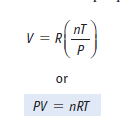 V = R(nT/P)
or
PV = nRT